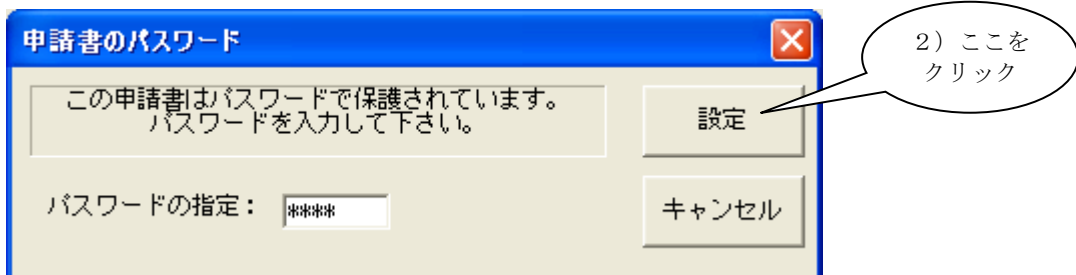 申請書のパスワード
2）ここを
クリック
この申請書はパスワードで保護されています。
パスワードを入力して下さい。
設定
パスワードの指定： ****
キャンセル